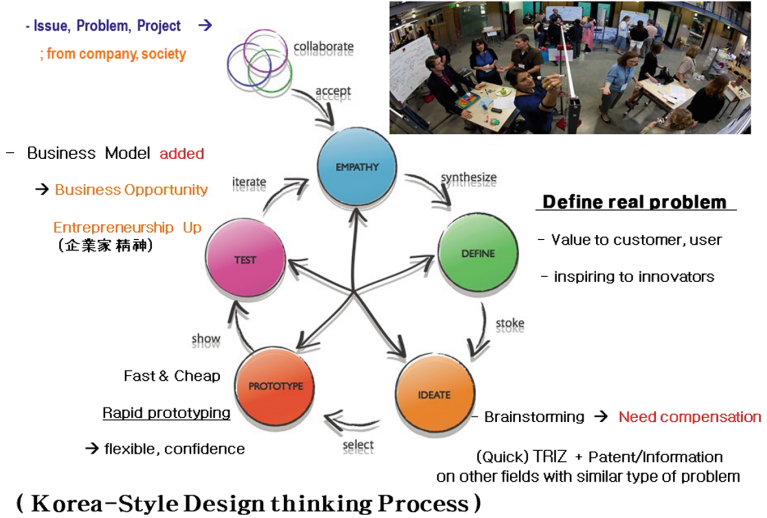 - Issue, Problem, Project →
; from company, society
collaborate
accept
- Business Model added
→ Business Opportunity
Entrepreneurship Up
(企業家精神)
iterate
EMPATHY
synthesize
Define real problem
- Value to customer, user
- inspiring to innovators
TEST
DEFINE
stoke
show
Fast & Cheap
Rapid prototyping
→ flexible, confidence
PROTOTYPE
IDEATE
select
- Brainstorming → Need compensation
(Quick) TRIZ + Patent/Information
on other fields with similar type of problem
( Korea-Style Design thinking Process )